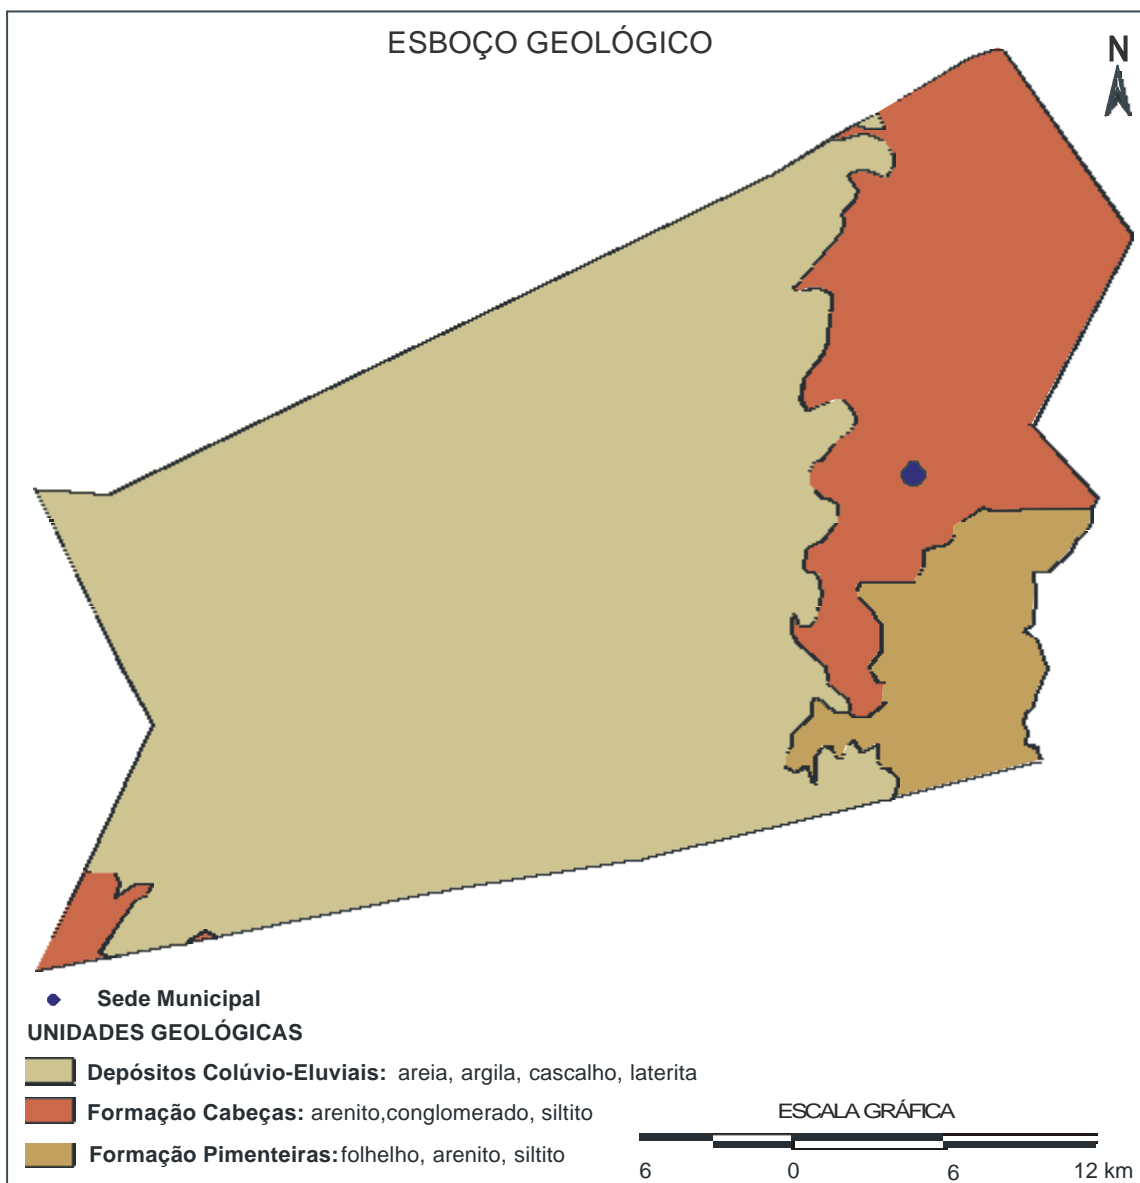 ESBOÇO GEOLÓGICO
N
Sede Municipal
UNIDADES GEOLÓGICAS
Depósitos Colúvio-Eluviais: areia, argila, cascalho, laterita
Formação Cabeças: arenito,conglomerado, siltito
Formação Pimenteiras: folhelho, arenito, siltito
ESCALA GRÁFICA
6 0 6 12 km